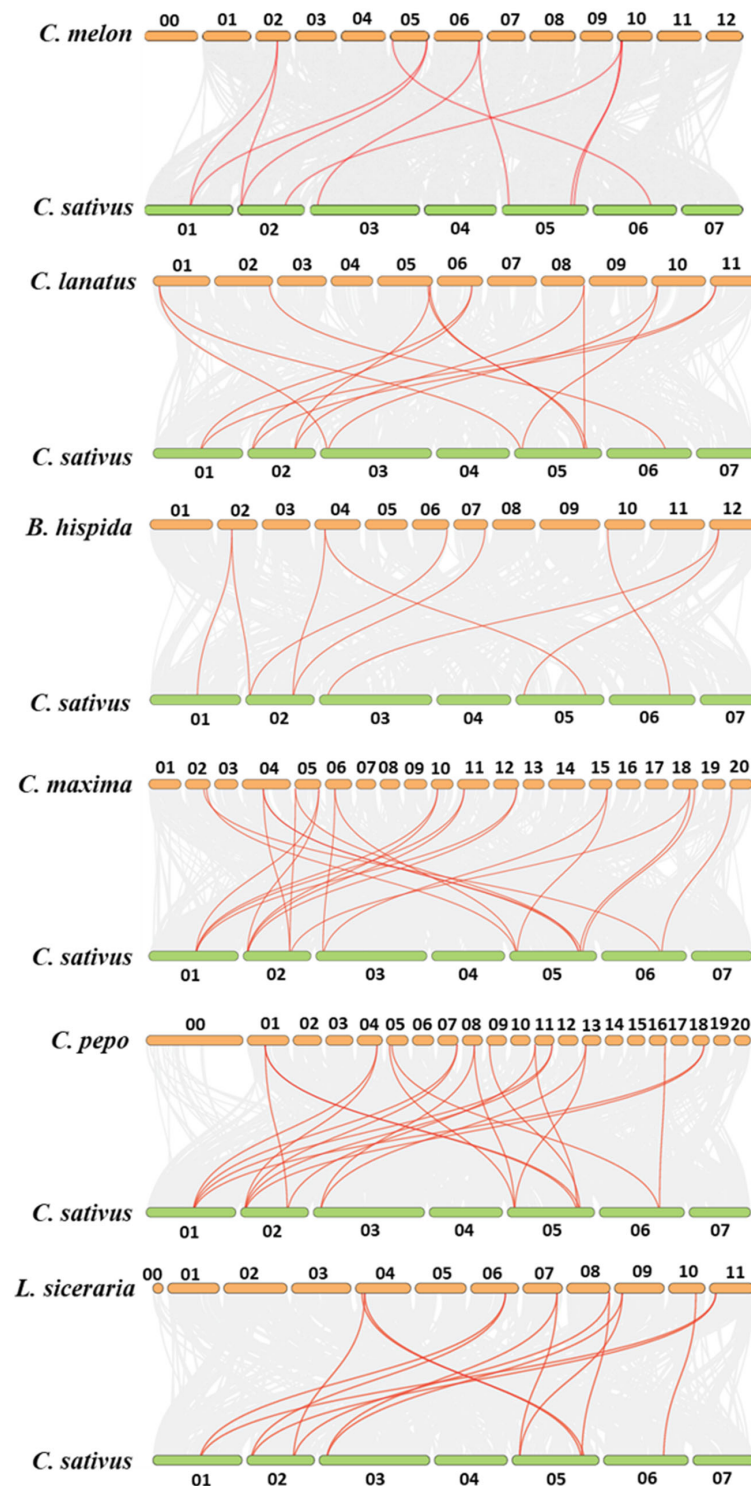 00 01 02 03 04 05 06 07 08 09 10 11 12
C. melon
C. sativus
01 02 03 04 05 06 07
01 02 03 04 05 06 07 08 09 10 11
C. lanatus
C. sativus
01 02 03 04 05 06 07
01 02 03 04 05 06 07 08 09 10 11 12
B. hispida
C. sativus
01 02 03 04 05 06 07
01 02 03 04 05 06 07 08 09 10 11 12 13 14 15 16 17 18 19 20
C. maxima
C. sativus
01 02 03 04 05 06 07
00 01 02 03 04 05 06 07 08 09 10 11 12 13 14 15 16 17 18 19 20
C. pepo
C. sativus
01 02 03 04 05 06 07
00 01 02 03 04 05 06 07 08 09 10 11
L. siceraria
C. sativus
01 02 03 04 05 06 07